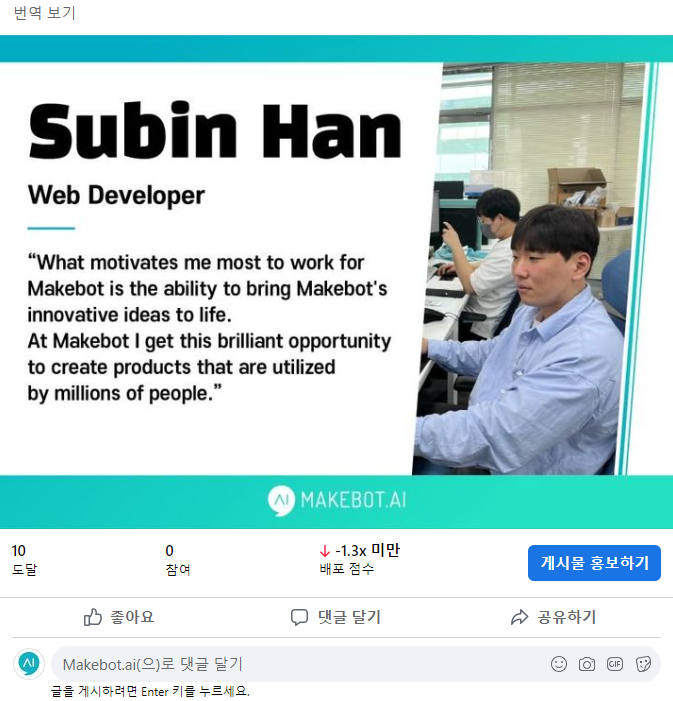 번역 보기
Subin Han
Web Developer
“What motivates me most to work for
Makebot is the ability to bring Makebot's
innovative ideas to life.
At Makebot I get this brilliant opportunity
to create products that are utilized
by millions of people.”
AI MAKEBOT.AI
10
도달
0
참여
↓ -1.3x 미만
배포 점수
게시물 홍보하기
좋아요
댓글 달기
공유하기
AI
Makebot.ai(으)로 댓글 달기
GIF
글을 게시하려면 Enter 키를 누르세요.